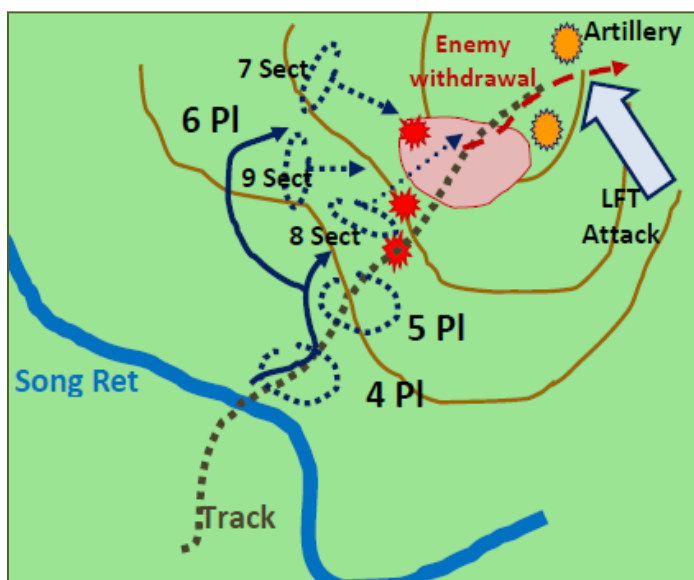 Enemy
withdrawal
Artillery
7 Sect
6 Pl
9 Sect
8 Sect
LFT
Attack
5 Pl
4 Pl
Song Ret
Track